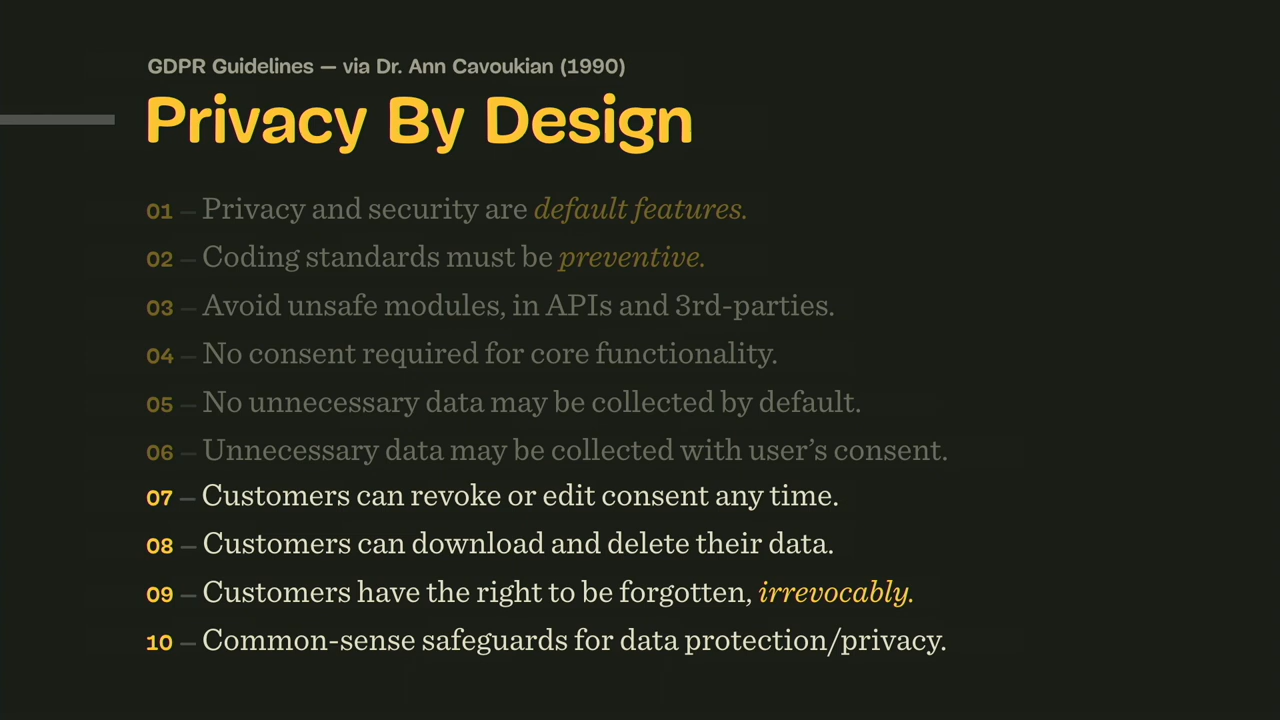 GDPR Guidelines — via Dr. Ann Cavoukian (1990)
Privacy By Design
01 — Privacy and security are default features.
02 — Coding standards must be preventive.
03 — Avoid unsafe modules, in APIs and 3rd-parties.
04 — No consent required for core functionality.
05 — No unnecessary data may be collected by default.
06 — Unnecessary data may be collected with user’s consent.
07 — Customers can revoke or edit consent any time.
08 — Customers can download and delete their data.
09 — Customers have the right to be forgotten, irrevocably.
10 — Common-sense safeguards for data protection/privacy.